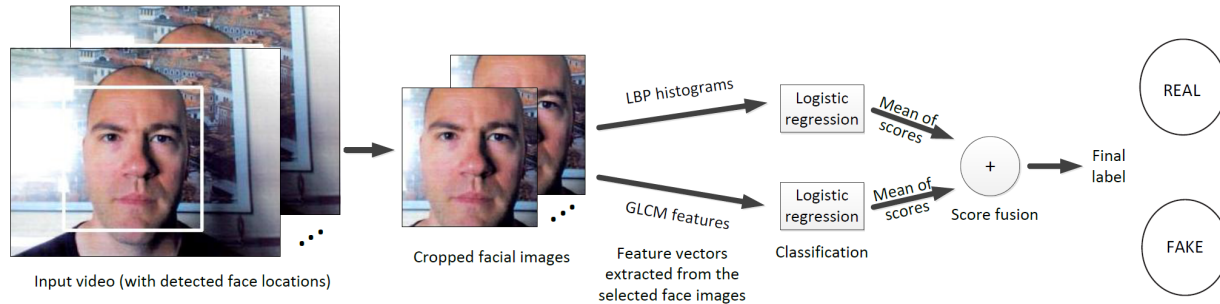 Input video (with detected face locations)
Cropped facial images
LBP histograms
GLCM features
Feature vectors
extracted from the
selected face images
Logistic
regression
Logistic
regression
Classification
Mean of
scores
Mean of
scores
+
Score fusion
Final
label
REAL
FAKE